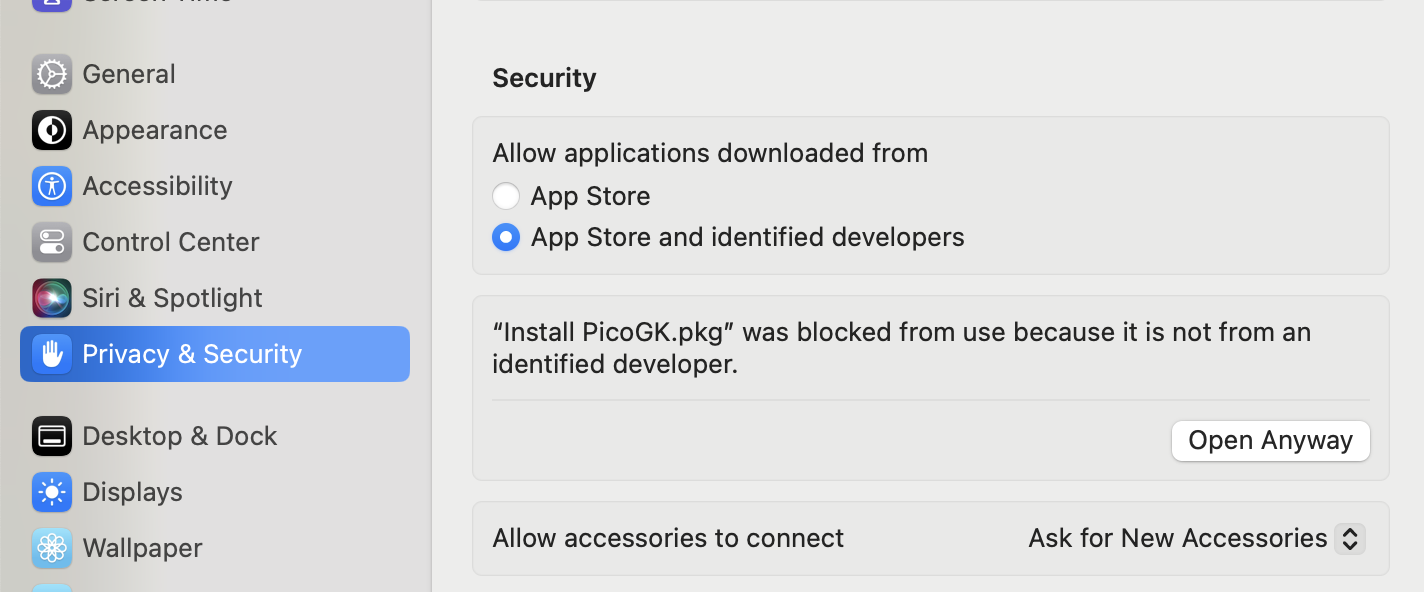 Screen Time
General
Appearance
Accessibility
Control Center
Siri & Spotlight
Privacy & Security
Desktop & Dock
Displays
Wallpaper
Security
Allow applications downloaded from
App Store
App Store and identified developers
“Install PicoGK.pkg” was blocked from use because it is not from an
identified developer.
Open Anyway
Allow accessories to connect
Ask for New Accessories